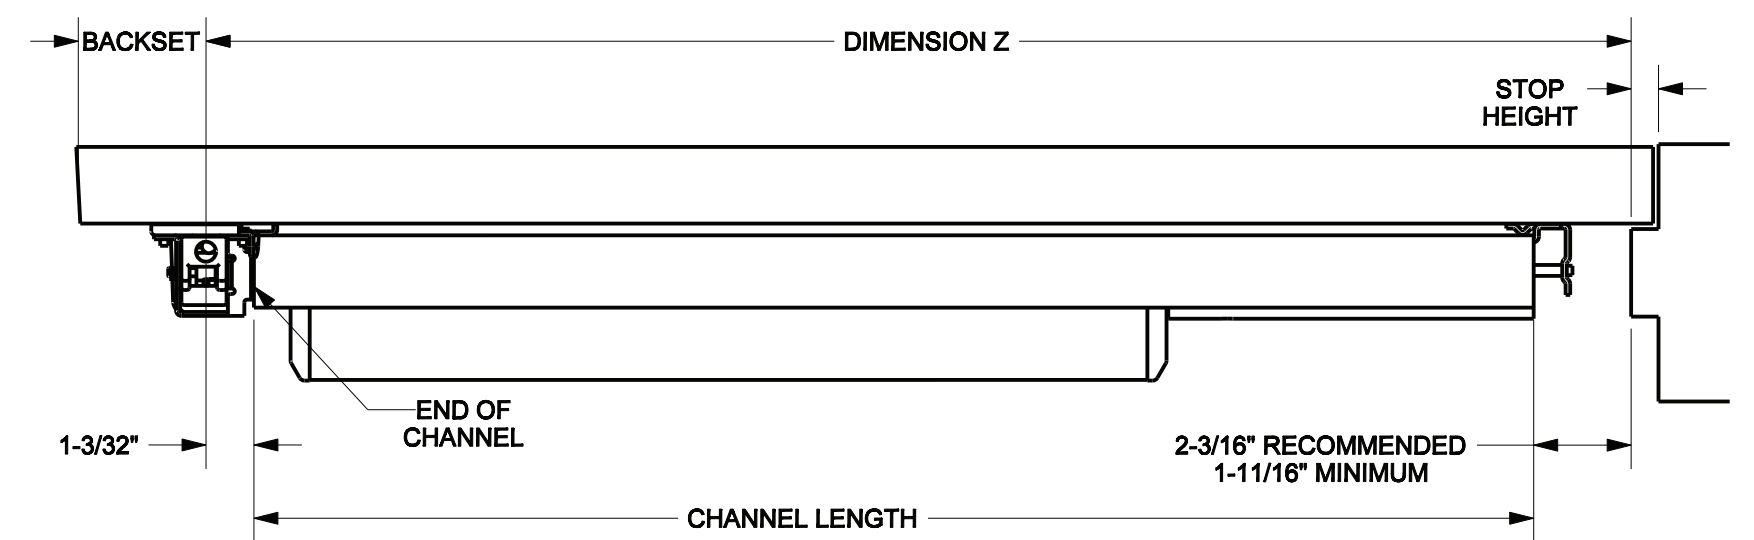 BACKSET
DIMENSION Z
STOP
HEIGHT
END OF
CHANNEL
1-3/32"
2-3/16" RECOMMENDED
1-11/16" MINIMUM
CHANNEL LENGTH